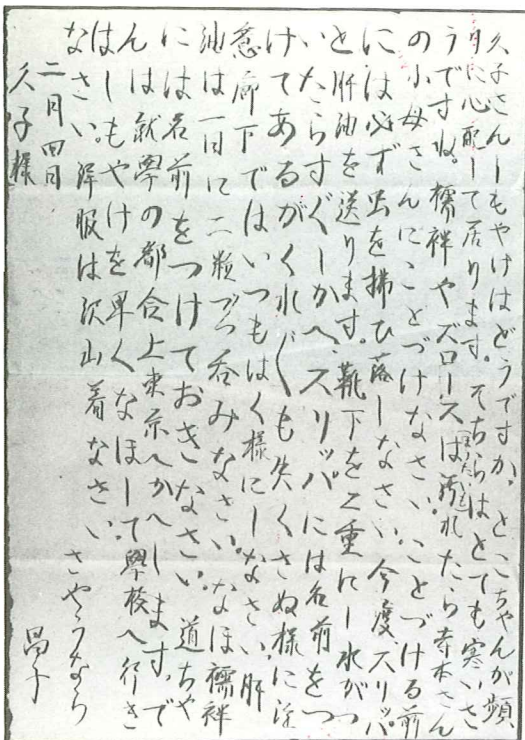 久子さんしもやけはどうですか。とこちやんが頻
りに心配して居ります。そちらはとても寒いさ
うですね。襦袢やズロースは汚れたら寺本さん
の小母さんにことづけなさい。ことづける前
には必ず虫を拂ひ落しなさい。今度スリッパ
と肝油を送ります。靴下を二重にし水がつ
いたらすぐしかへ、スリッパには名前をつ
けてあるがくれ〴〵も失くさぬ様に注
意廊下ではいつもはく様にしなさい。肝
油は一日に二粒づつ呑みなさい。なほ襦袢
には名前をつけておきなさい。道ちや
んは就學の都合上東京へかへします。で
はしもやけを早くなほして學校へ行き
なさい。洋服は沢山着なさい。さやうなら
二月四日 昌子
久子様